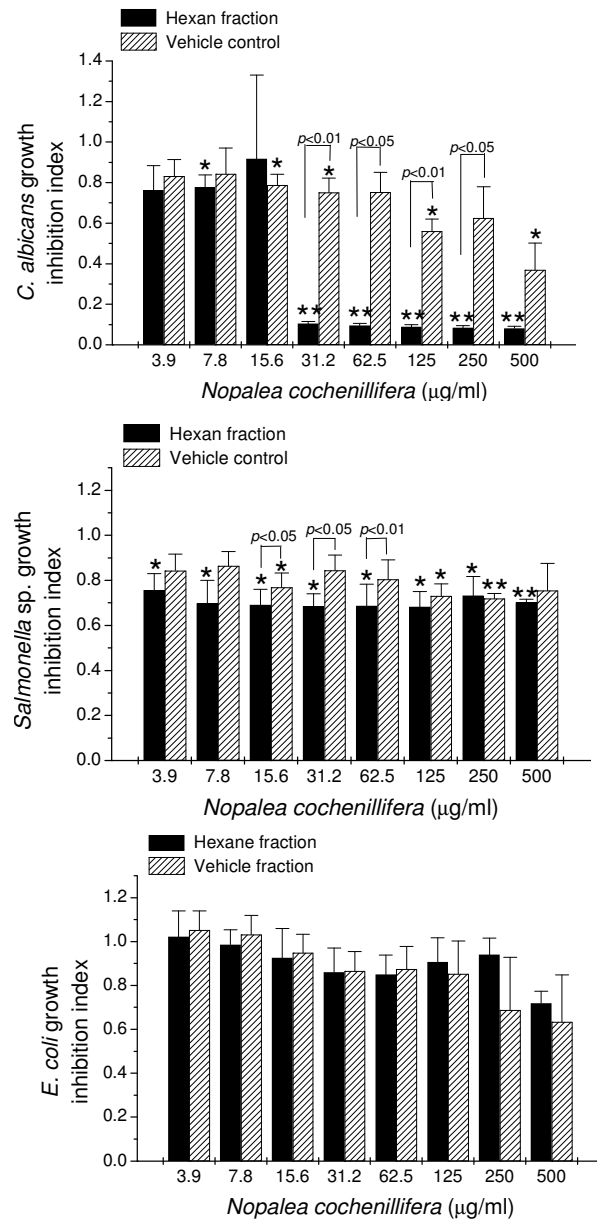 Hexan fraction
Vehicle control
1.4
1.2
1.0
0.8
0.6
0.4
0.2
0.0
C. albicans growth
inhibition index
p<0.01
p<0.05
p<0.01
p<0.05
* * * * *
** ** ** ** **
3.9 7.8 15.6 31.2 62.5 125 250 500
Nopalea cochenillifera (μg/ml)
Hexan fraction
Vehicle control
1.2
1.0
0.8
0.6
0.4
0.2
0.0
Salmonella sp. growth
inhibition index
p<0.05
p<0.05
p<0.01
* * * * * * * * * ** **
3.9 7.8 15.6 31.2 62.5 125 250 500
Nopalea cochenillifera (μg/ml)
Hexane fraction
Vehicle fraction
1.2
1.0
0.8
0.6
0.4
0.2
0.0
E. coli growth
inhibition index
3.9 7.8 15.6 31.2 62.5 125 250 500
Nopalea cochenillifera (μg/ml)